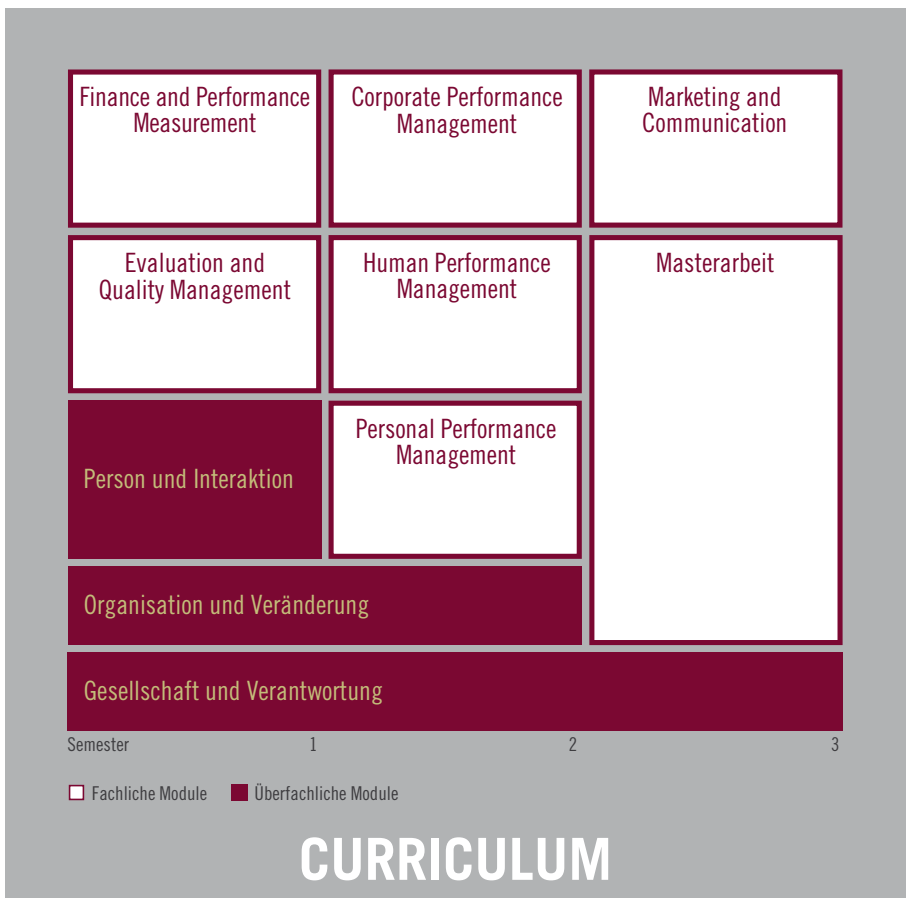 Finance and Performance
Measurement
Corporate Performance
Management
Marketing and
Communication
Evaluation and
Quality Management
Human Performance
Management
Masterarbeit
Person und Interaktion
Personal Performance
Management
Organisation und Veränderung
Gesellschaft und Verantwortung
Semester 1 2 3
Fachliche Module Überfachliche Module
CURRICULUM